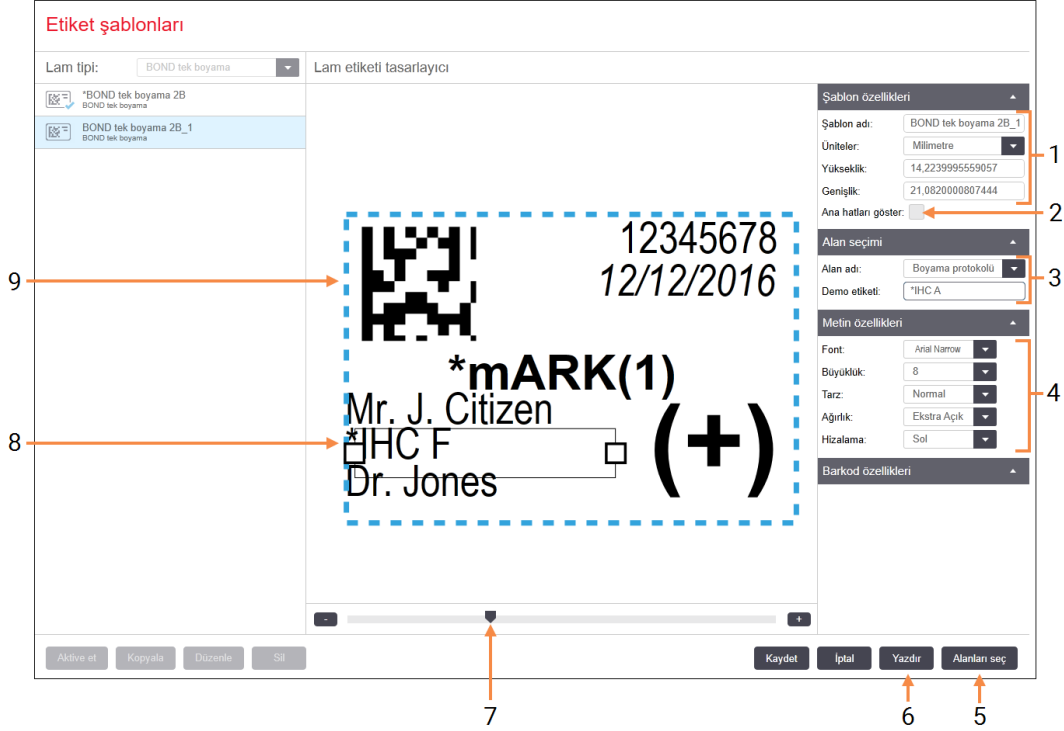 Etiket şablonları
Lam tipi: BOND tek boyama
Lam etiketi tasarlayıcı
*BOND tek boyama 2B
BOND tek boyama
BOND tek boyama 2B_1
BOND tek boyama
12345678
12/12/2016
*mARK(1)
Mr. J. Citizen
*IHC F
Dr. Jones
(+)
Şablon özellikleri
Şablon adı: BOND tek boyama 2B_1
Üniteler: Milimetre
Yükseklik: 14,2239995559057
Genişlik: 21,0820000807444
Ana hatları göster:
Alan seçimi
Alan adı: Boyama protokolü
Demo etiketi: *IHC A
Metin özellikleri
Font: Arial Narrow
Büyüklük: 8
Tarz: Normal
Ağırlık: Ekstra Açık
Hizalama: Sol
Barkod özellikleri
- +
Aktive et Kopyala Düzenle Sil Kaydet İptal Yazdır Alanları seç
1
2
3
4
5
6
7
8
9